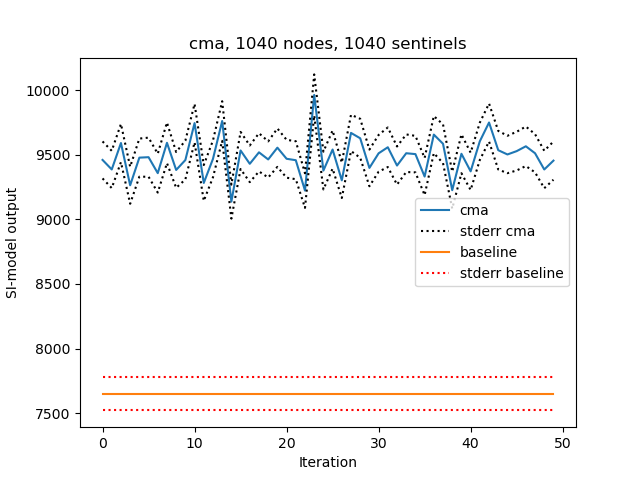 cma, 1040 nodes, 1040 sentinels
10000
9500
9000
8500
8000
7500
SI-model output
cma
stderr cma
baseline
stderr baseline
0
10
20
30
40
50
Iteration